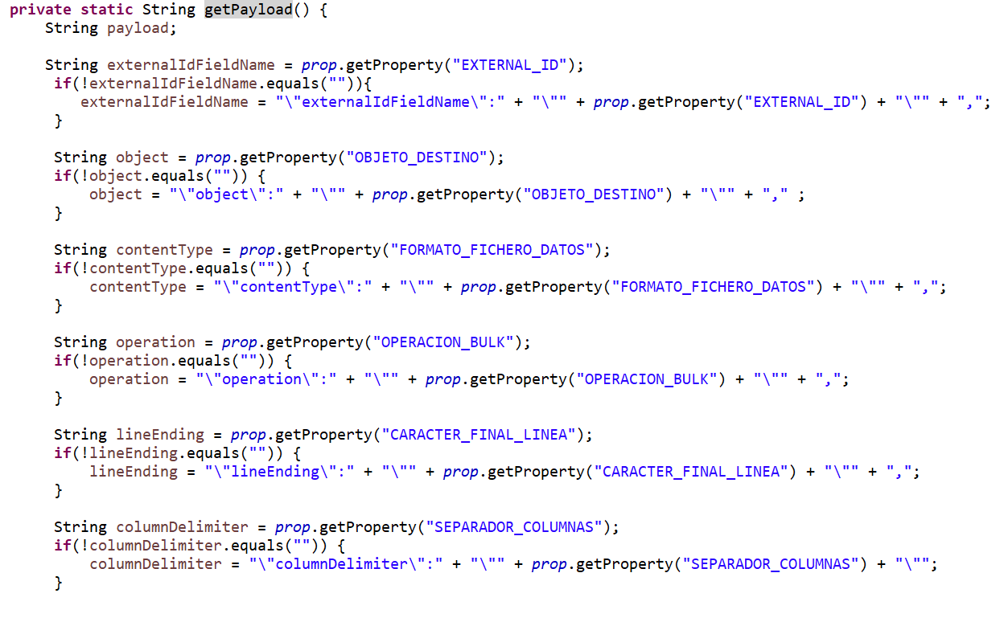 private static String getPayload() {
    String payload;

    String externalIdFieldName = prop.getProperty("EXTERNAL_ID");
     if(!externalIdFieldName.equals("")){
        externalIdFieldName = "\"externalIdFieldName\":" + "\"" + prop.getProperty("EXTERNAL_ID") + "\"" + ",";
     }

     String object = prop.getProperty("OBJETO_DESTINO");
     if(!object.equals("")) {
         object = "\"object\":" + "\"" + prop.getProperty("OBJETO_DESTINO") + "\"" + "," ;
     }

     String contentType = prop.getProperty("FORMATO_FICHERO_DATOS");
     if(!contentType.equals("")) {
         contentType = "\"contentType\":" + "\"" + prop.getProperty("FORMATO_FICHERO_DATOS") + "\"" + ",";
     }

     String operation = prop.getProperty("OPERACION_BULK");
     if(!operation.equals("")) {
         operation = "\"operation\":" + "\"" + prop.getProperty("OPERACION_BULK") + "\"" + ",";
     }

     String lineEnding = prop.getProperty("CARACTER_FINAL_LINEA");
     if(!lineEnding.equals("")) {
         lineEnding = "\"lineEnding\":" + "\"" + prop.getProperty("CARACTER_FINAL_LINEA") + "\"" + ",";
     }

     String columnDelimiter = prop.getProperty("SEPARADOR_COLUMNAS");
     if(!columnDelimiter.equals("")) {
         columnDelimiter = "\"columnDelimiter\":" + "\"" + prop.getProperty("SEPARADOR_COLUMNAS") + "\"";
     }